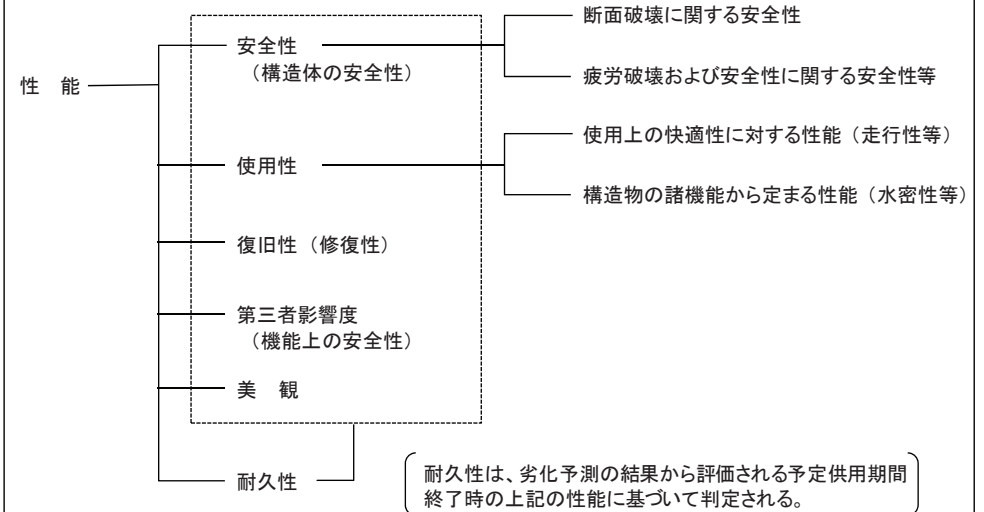 断面破壊に関する安全性
安全性
（構造体の安全性）
性　能
疲労破壊および安全性に関する安全性等
使用上の快適性に対する性能（走行性等）
使用性
構造物の諸機能から定まる性能（水密性等）
復旧性（修復性）
第三者影響度
（機能上の安全性）
美　観
耐久性
耐久性は、劣化予測の結果から評価される予定供用期間
終了時の上記の性能に基づいて判定される。